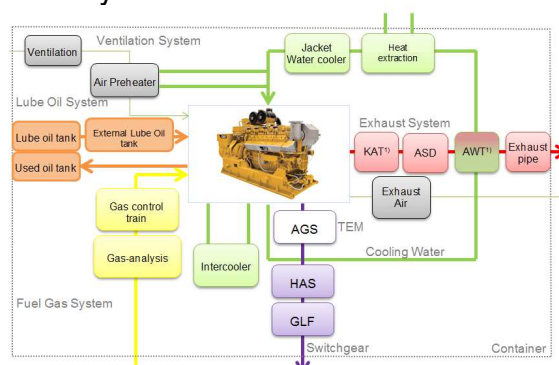 Ventilation System
Ventilation
Jacket
Water cooler
Heat
extraction
Air Preheater
Lube Oil System
Lube oil tank
External Lube Oil
tank
Used oil tank
Exhaust System
KAT¹⁾
ASD
AWT¹⁾
Exhaust
pipe
Exhaust
Air
Gas control
train
Gas-analysis
Intercooler
AGS
TEM
Cooling Water
HAS
GLF
Fuel Gas System
Switchgear
Container